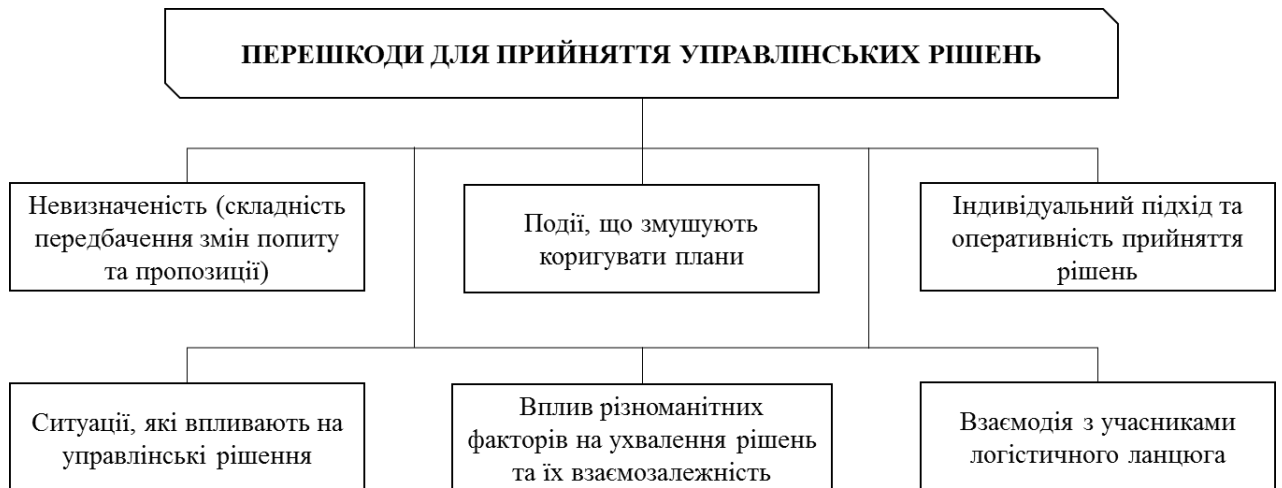 ПЕРЕШКОДИ ДЛЯ ПРИЙНЯТТЯ УПРАВЛІНСЬКИХ РІШЕНЬ
Невизначеність (складність
передбачення змін попиту
та пропозиції)
Події, що змушують
коригувати плани
Індивідуальний підхід та
оперативність прийняття
рішень
Ситуації, які впливають на
управлінські рішення
Вплив різноманітних
факторів на ухвалення рішень
та їх взаємозалежність
Взаємодія з учасниками
логістичного ланцюга